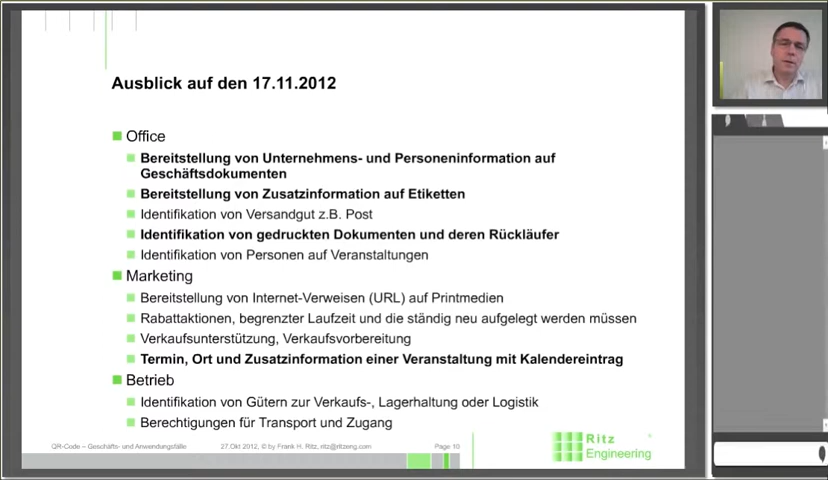 Ausblick auf den 17.11.2012
Office
Bereitstellung von Unternehmens- und Personeninformation auf
Geschäftsdokumenten
Bereitstellung von Zusatzinformation auf Etiketten
Identifikation von Versandgut z.B. Post
Identifikation von gedruckten Dokumenten und deren Rückläufer
Identifikation von Personen auf Veranstaltungen
Marketing
Bereitstellung von Internet-Verweisen (URL) auf Printmedien
Rabattaktionen, begrenzter Laufzeit und die ständig neu aufgelegt werden müssen
Verkaufsunterstützung, Verkaufsvorbereitung
Termin, Ort und Zusatzinformation einer Veranstaltung mit Kalendereintrag
Betrieb
Identifikation von Gütern zur Verkaufs-, Lagerhaltung oder Logistik
Berechtigungen für Transport und Zugang
QR-Code – Geschäfts- und Anwendungsfälle 27.Okt 2012, © by Frank H. Ritz, ritz@ritzeng.com Page 10
Ritz
Engineering